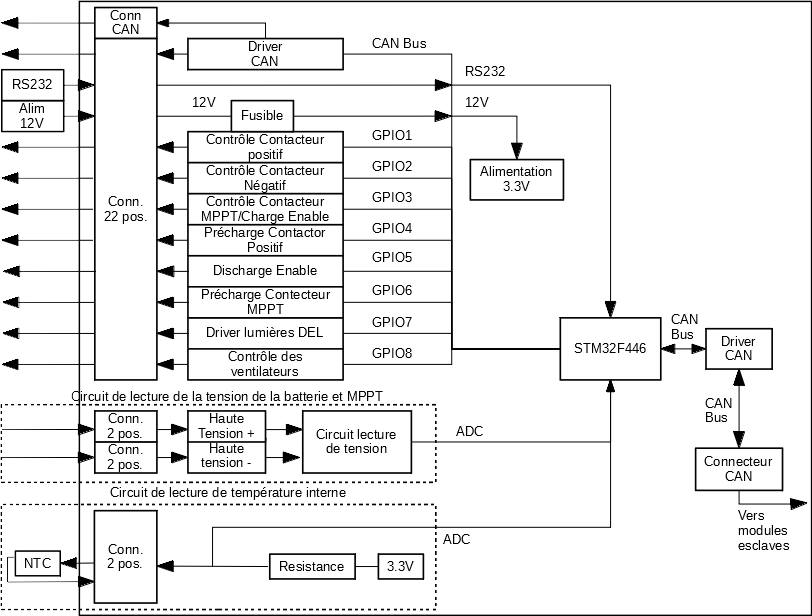 Conn
CAN
Driver
CAN
CAN Bus
RS232
RS232
Alim
12V
12V
Fusible
12V
Contrôle Contacteur
positif
GPIO1
Contrôle Contacteur
Négatif
GPIO2
Alimentation
3.3V
Conn.
22 pos.
Contrôle Contacteur
MPPT/Charge Enable
GPIO3
Précharge Contactor
Positif
GPIO4
Discharge Enable
GPIO5
Précharge Contecteur
MPPT
GPIO6
Driver lumières DEL
GPIO7
Contrôle des
ventilateurs
GPIO8
STM32F446
CAN
Bus
Driver
CAN
CAN
Bus
Connecteur
CAN
Vers
modules
esclaves
Circuit de lecture de la tension de la batterie et MPPT
Conn.
2 pos.
Haute
Tension +
Conn.
2 pos.
Haute
tension -
Circuit lecture
de tension
ADC
Circuit de lecture de température interne
NTC
Conn.
2 pos.
Resistance
3.3V
ADC